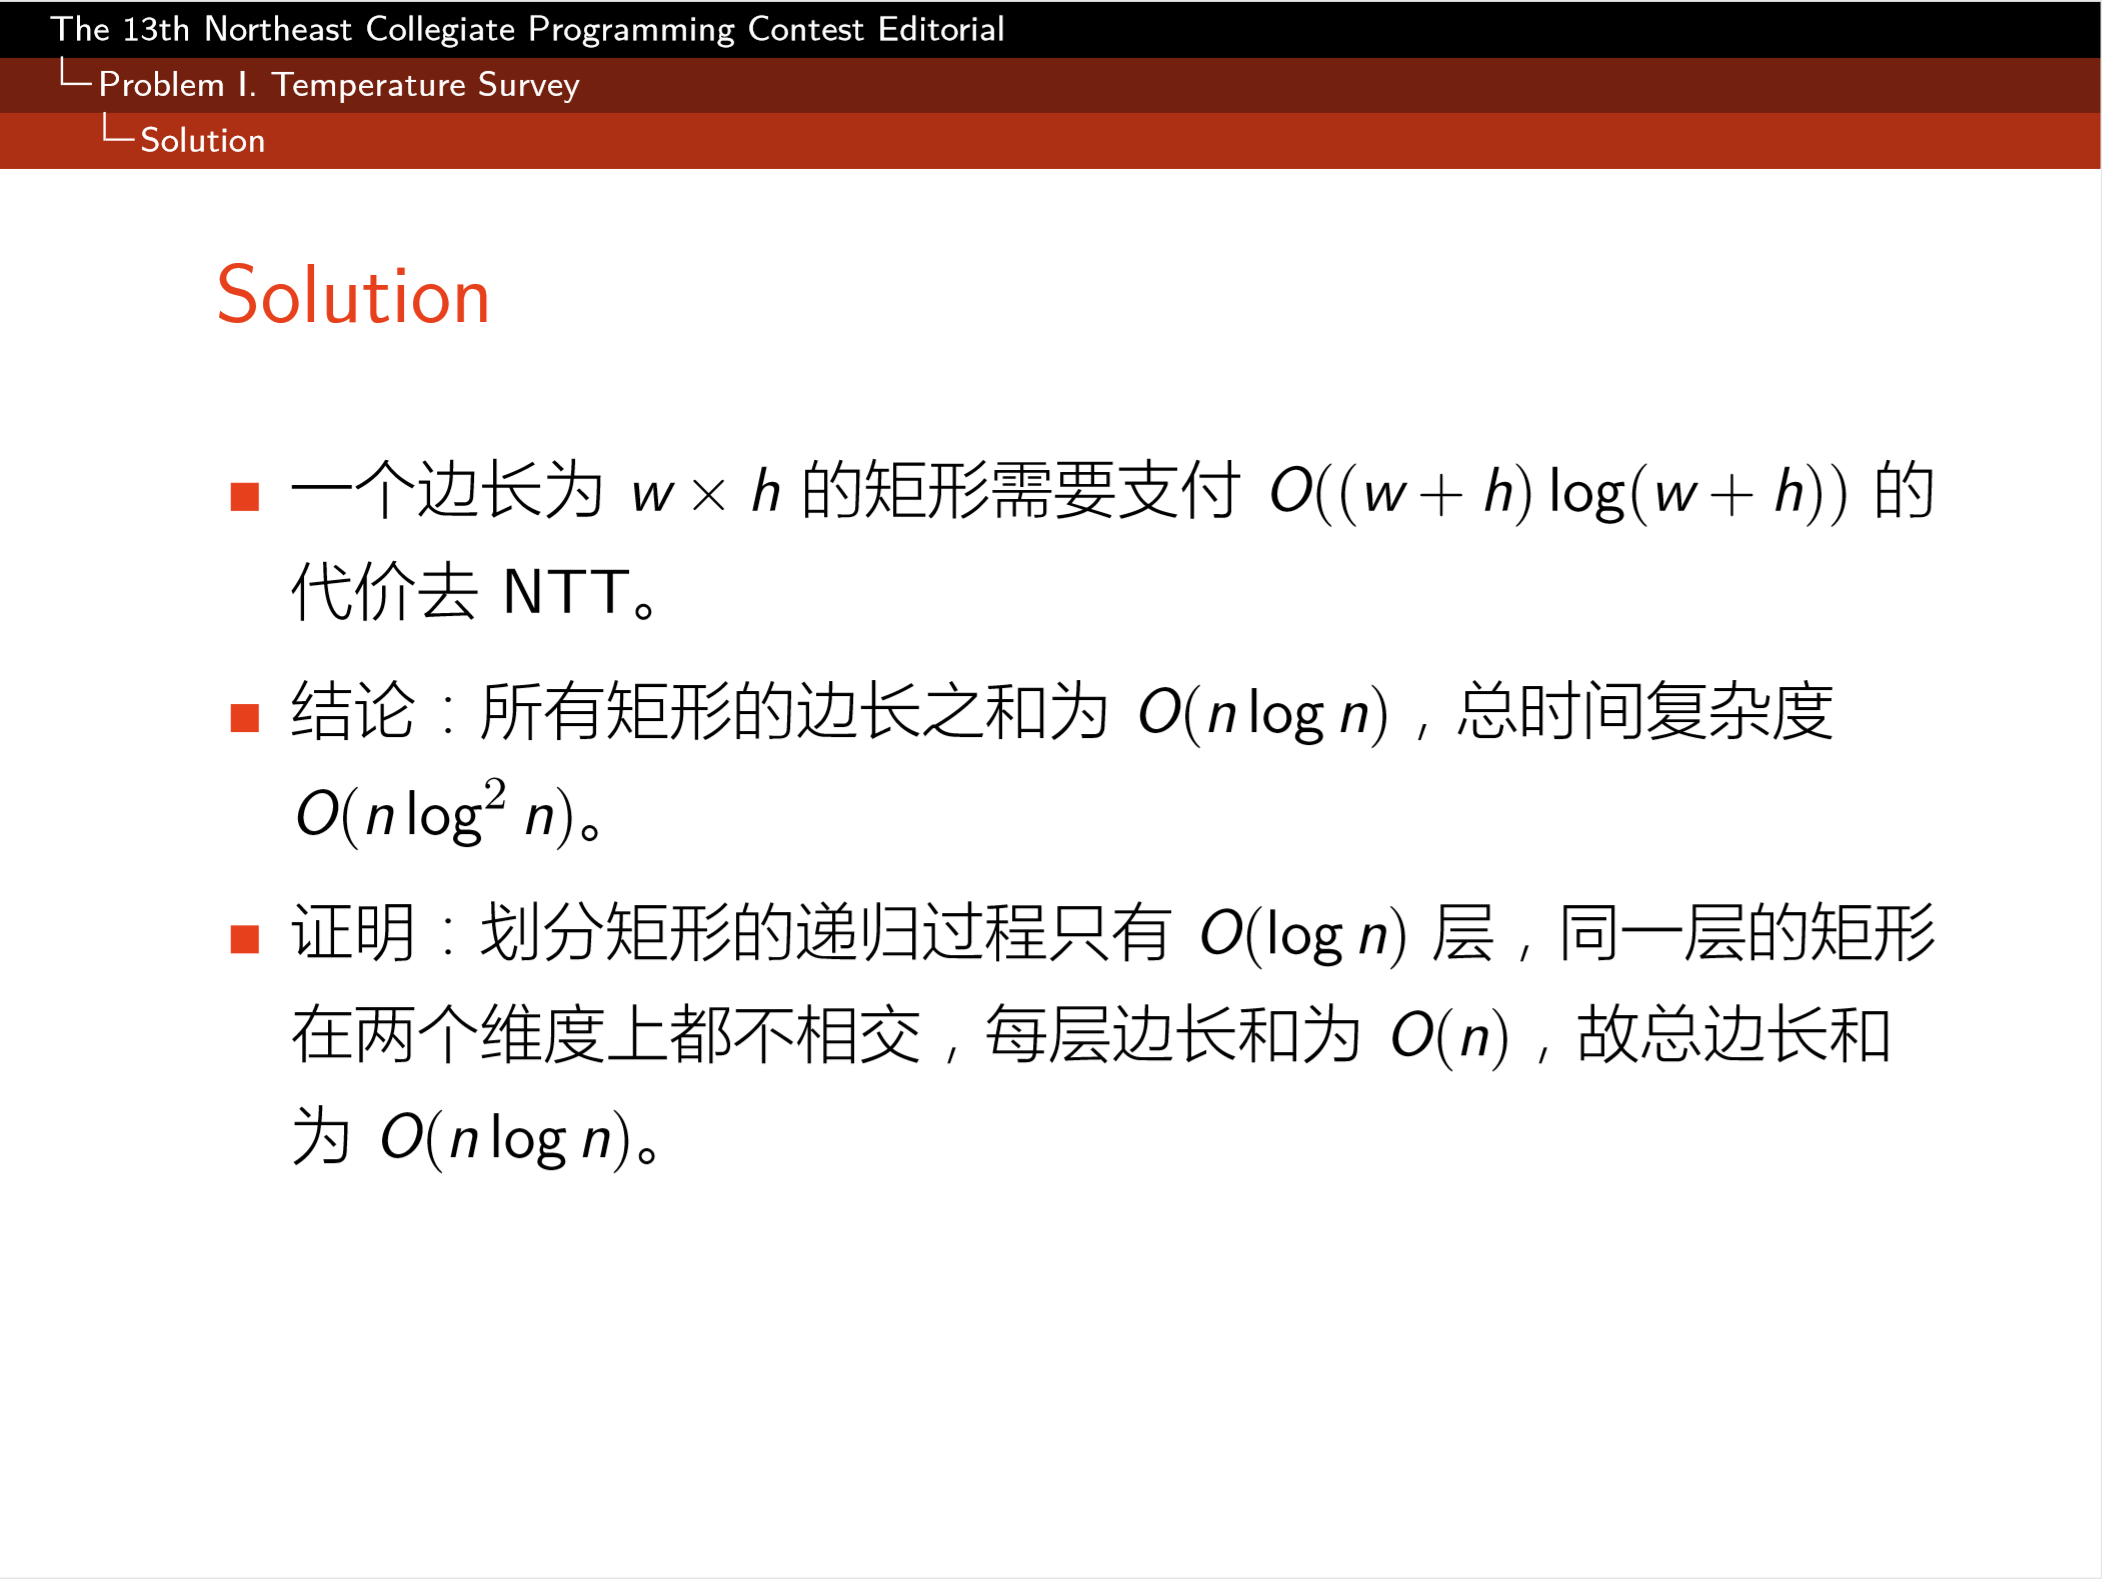 The 13th Northeast Collegiate Programming Contest Editorial
Problem I. Temperature Survey
Solution
Solution
一个边长为 w × h 的矩形需要支付 O((w + h) log(w + h)) 的
代价去 NTT。
结论：所有矩形的边长之和为 O(n log n)，总时间复杂度
O(n log² n)。
证明：划分矩形的递归过程只有 O(log n) 层，同一层的矩形
在两个维度上都不相交，每层边长和为 O(n)，故总边长和
为 O(n log n)。